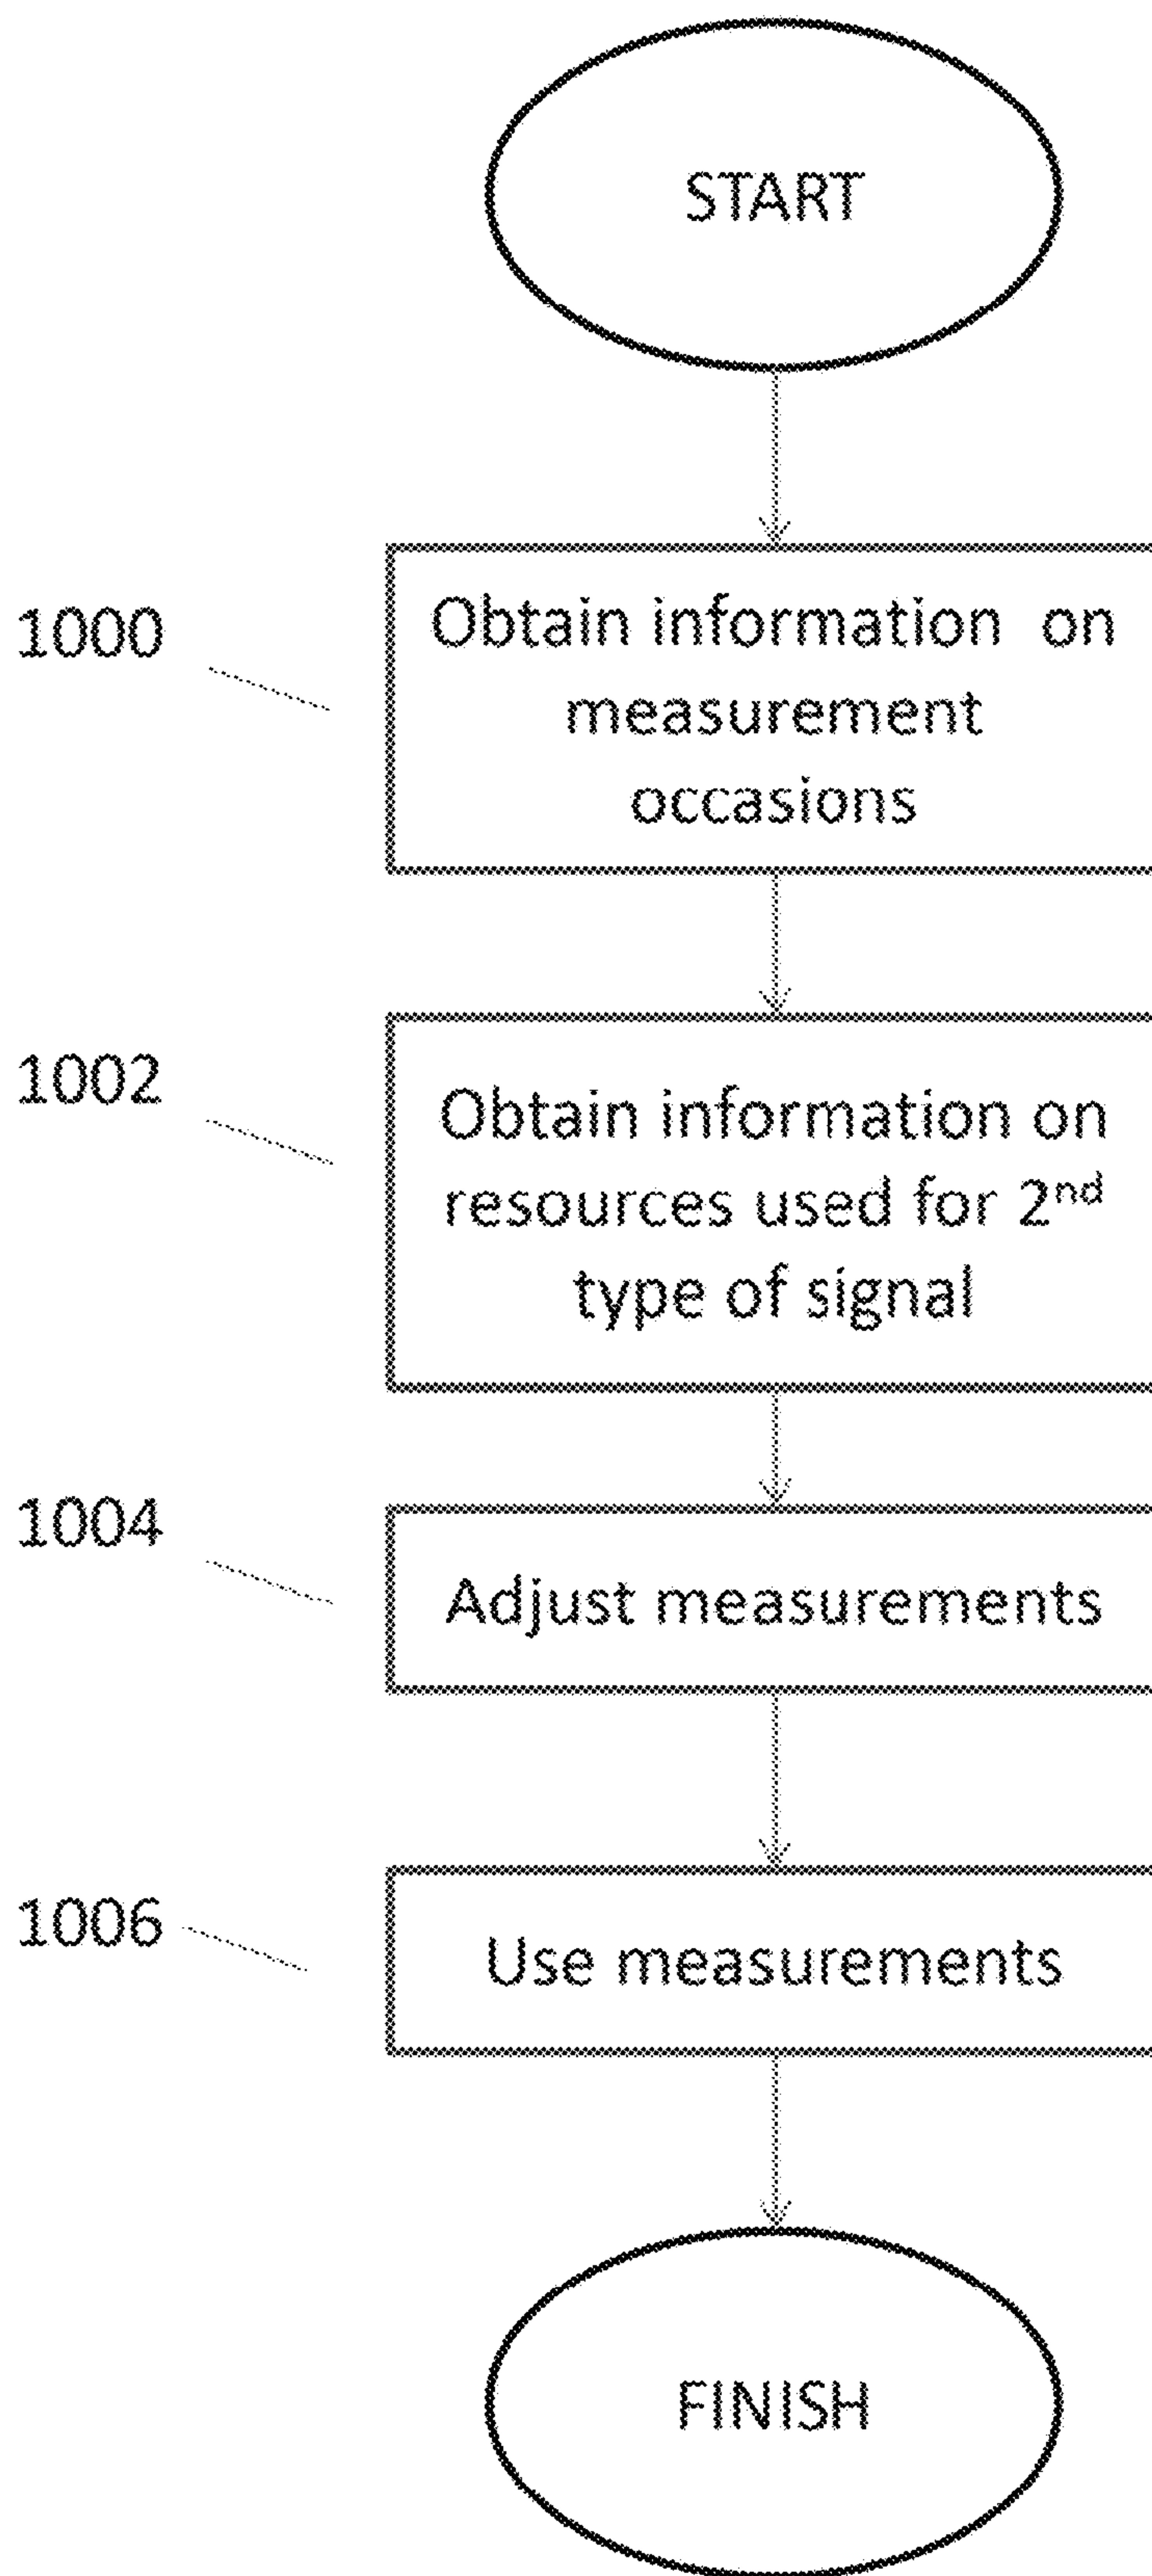 START
1000
Obtain information on
measurement
occasions
1002
Obtain information on
resources used for 2nd
type of signal
1004
Adjust measurements
1006
Use measurements
FINISH